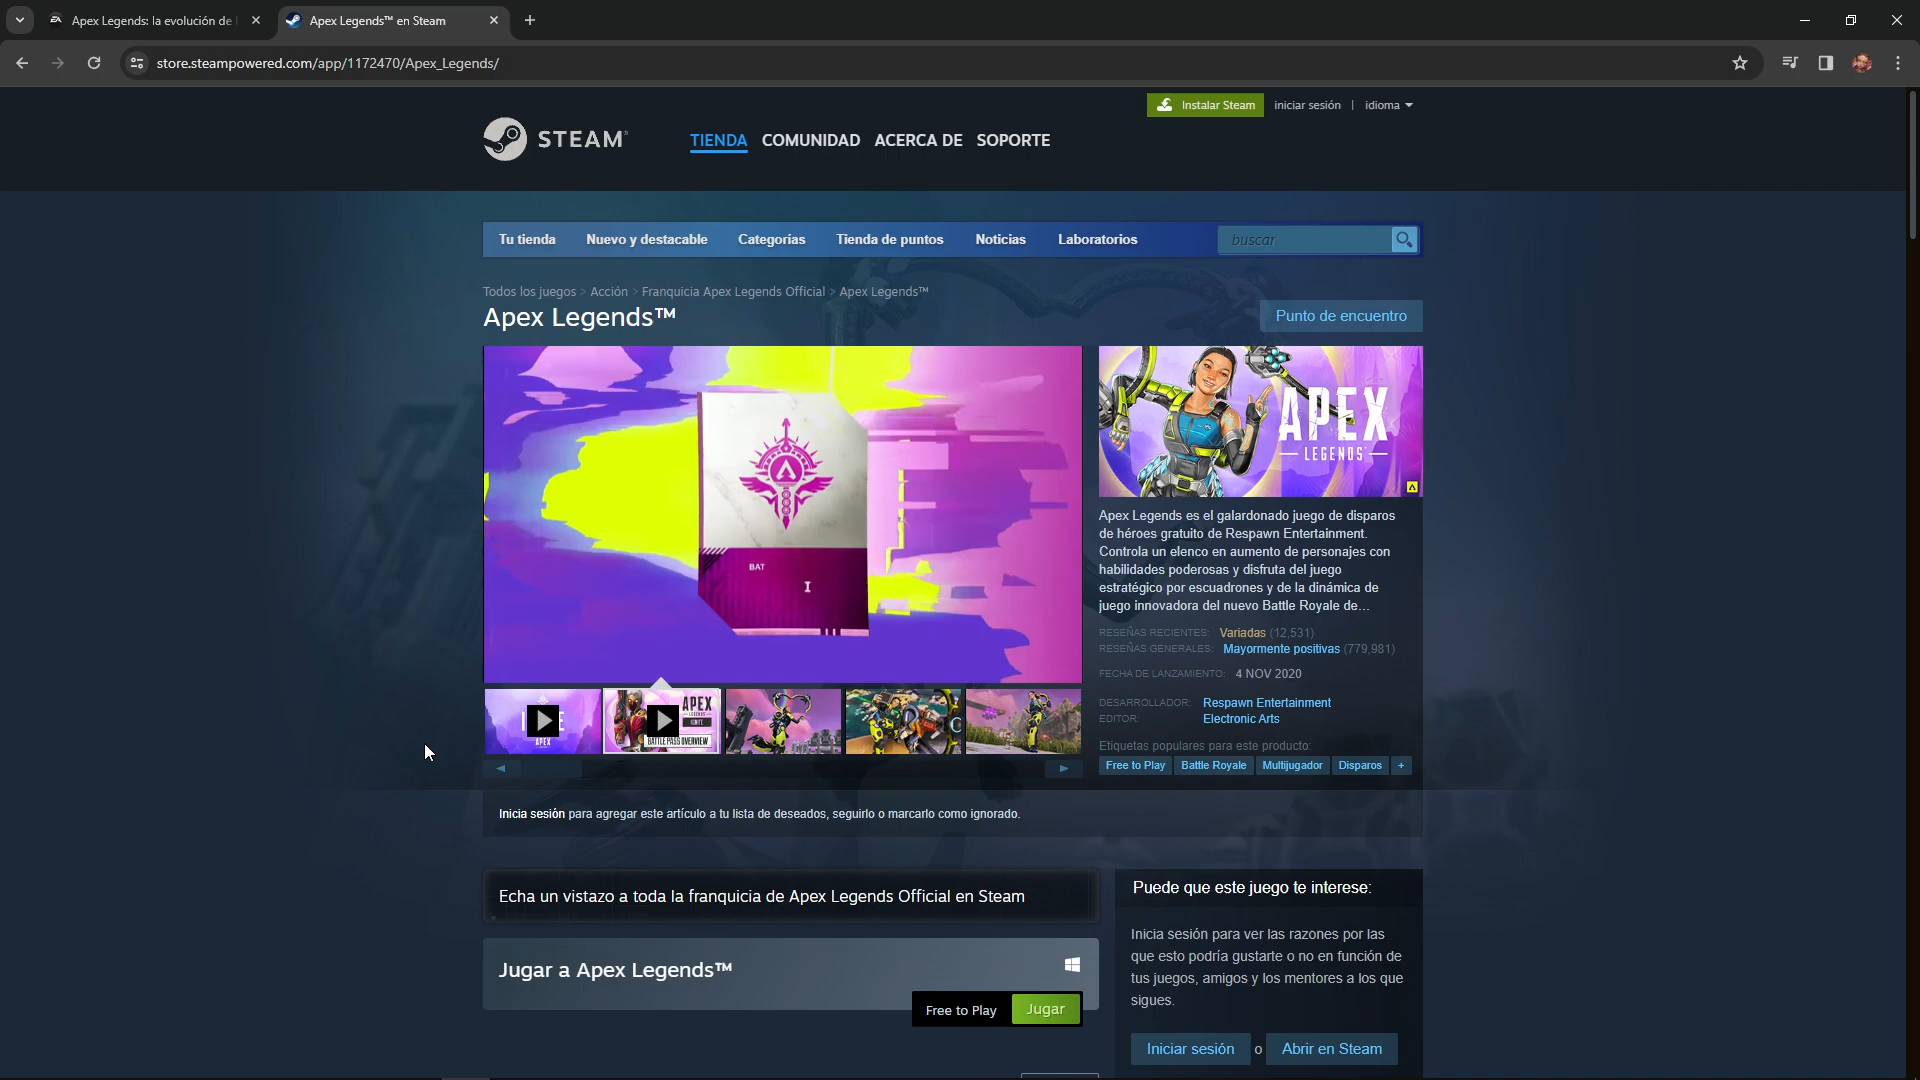 Apex Legends: la evolución de
Apex Legends™ en Steam
store.steampowered.com/app/1172470/Apex_Legends/
Instalar Steam
iniciar sesión | idioma
STEAM
TIENDA
COMUNIDAD
ACERCA DE
SOPORTE
Tu tienda
Nuevo y destacable
Categorías
Tienda de puntos
Noticias
Laboratorios
buscar
Todos los juegos > Acción > Franquicia Apex Legends Official > Apex Legends™
Apex Legends™
Punto de encuentro
BAT
APEX
LEGENDS
Apex Legends es el galardonado juego de disparos
de héroes gratuito de Respawn Entertainment.
Controla un elenco en aumento de personajes con
habilidades poderosas y disfruta del juego
estratégico por escuadrones y de la dinámica de
juego innovadora del nuevo Battle Royale de...
RESEÑAS RECIENTES: Variadas (12,531)
RESEÑAS GENERALES: Mayormente positivas (779,981)
FECHA DE LANZAMIENTO: 4 NOV 2020
DESARROLLADOR: Respawn Entertainment
EDITOR: Electronic Arts
Etiquetas populares para este producto:
Free to Play
Battle Royale
Multijugador
Disparos
+
APEX
APEX
LEGENDS
IGNITE
BATTLE PASS OVERVIEW
Inicia sesión para agregar este artículo a tu lista de deseados, seguirlo o marcarlo como ignorado.
Echa un vistazo a toda la franquicia de Apex Legends Official en Steam
Jugar a Apex Legends™
Free to Play
Jugar
Puede que este juego te interese:
Inicia sesión para ver las razones por las
que esto podría gustarte o no en función de
tus juegos, amigos y los mentores a los que
sigues.
Iniciar sesión o Abrir en Steam